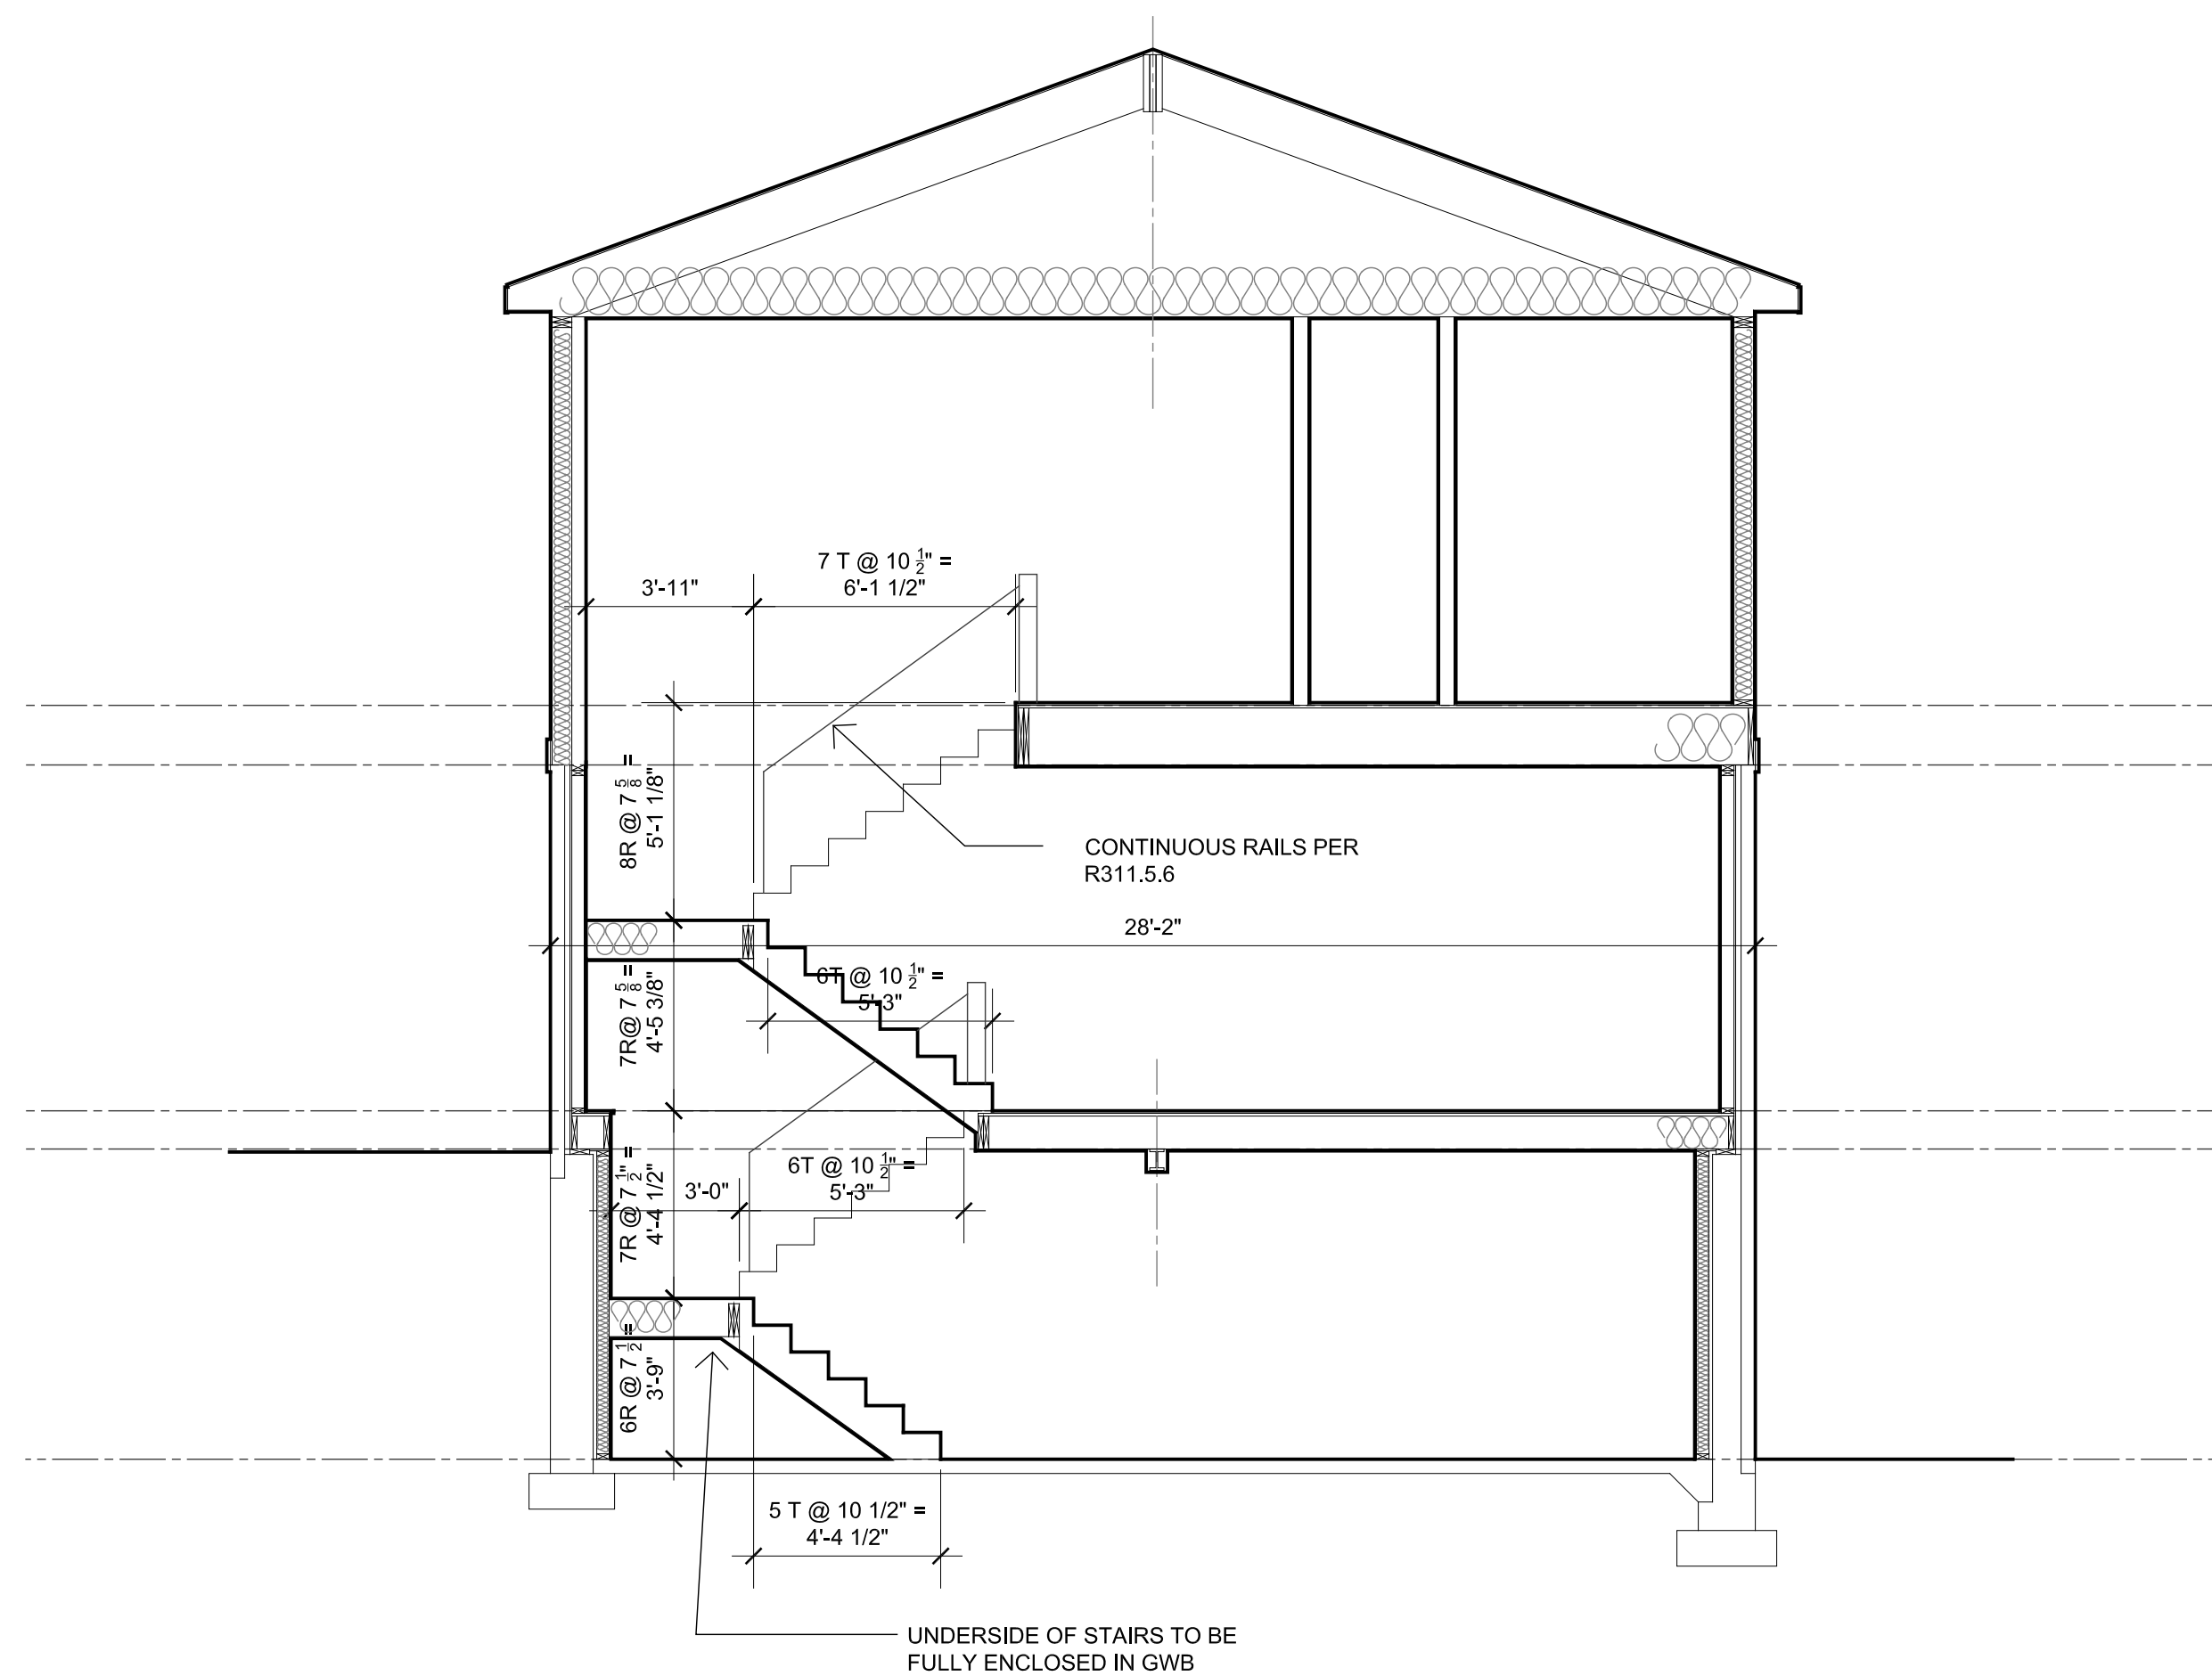 7 T @ 10 1/2" =
6'-1 1/2"
3'-11"
8R @ 7 5/8" =
5'-1 1/8"
CONTINUOUS RAILS PER
R311.5.6
28'-2"
6T @ 10 1/2" =
5'-3"
7R@ 7 5/8" =
4'-5 3/8"
6T @ 10 1/2" =
5'-3"
3'-0"
7R @ 7 1/2" =
4'-4 1/2"
6R @ 7 1/2" =
3'-9"
5 T @ 10 1/2" =
4'-4 1/2"
UNDERSIDE OF STAIRS TO BE
FULLY ENCLOSED IN GWB